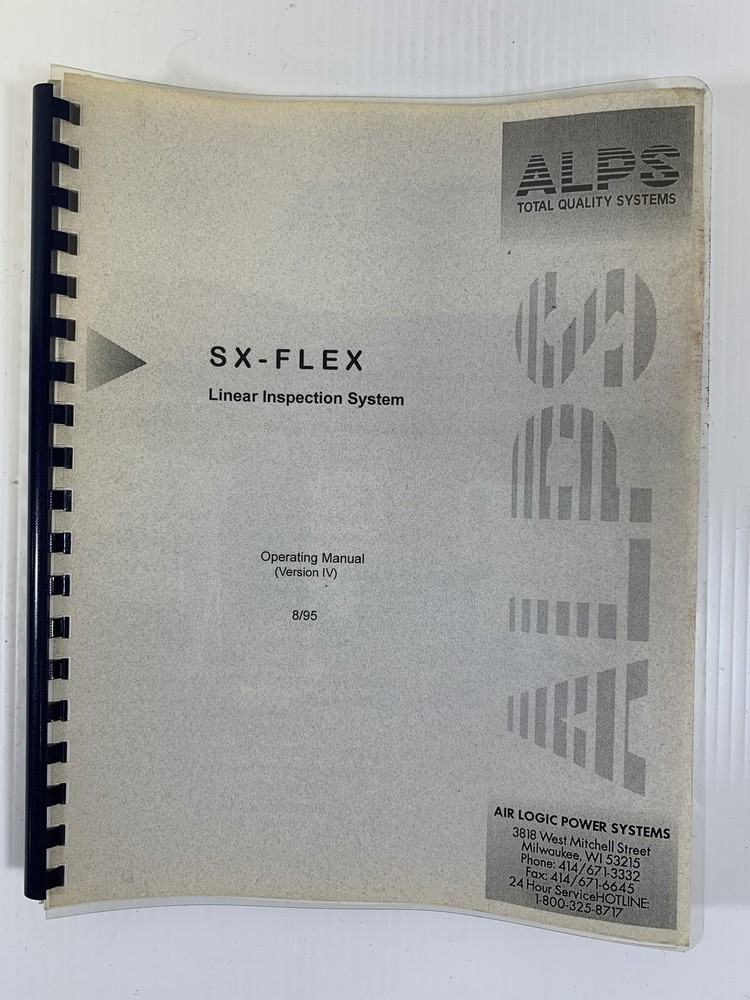 ALPS
TOTAL QUALITY SYSTEMS
ALPS
SX-FLEX
Linear Inspection System
Operating Manual
(Version IV)
8/95
AIR LOGIC POWER SYSTEMS
3818 West Mitchell Street
Milwaukee, WI 53215
Phone: 414/671-3332
Fax: 414/671-6645
24 Hour ServiceHOTLINE:
1-800-325-8717